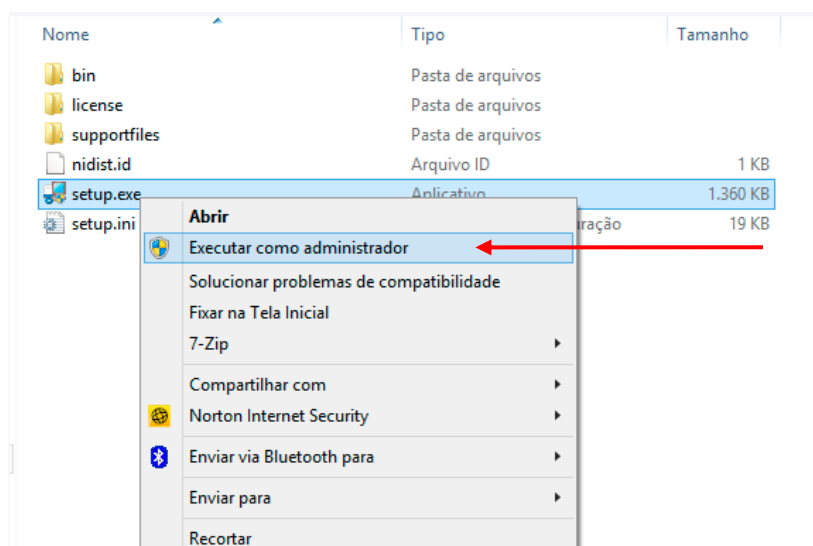 Nome Tipo Tamanho
bin Pasta de arquivos
license Pasta de arquivos
supportfiles Pasta de arquivos
nidist.id Arquivo ID 1 KB
setup.exe Aplicativo 1.360 KB
setup.ini uração 19 KB
Abrir
Executar como administrador
Solucionar problemas de compatibilidade
Fixar na Tela Inicial
7-Zip
Compartilhar com
Norton Internet Security
Enviar via Bluetooth para
Enviar para
Recortar